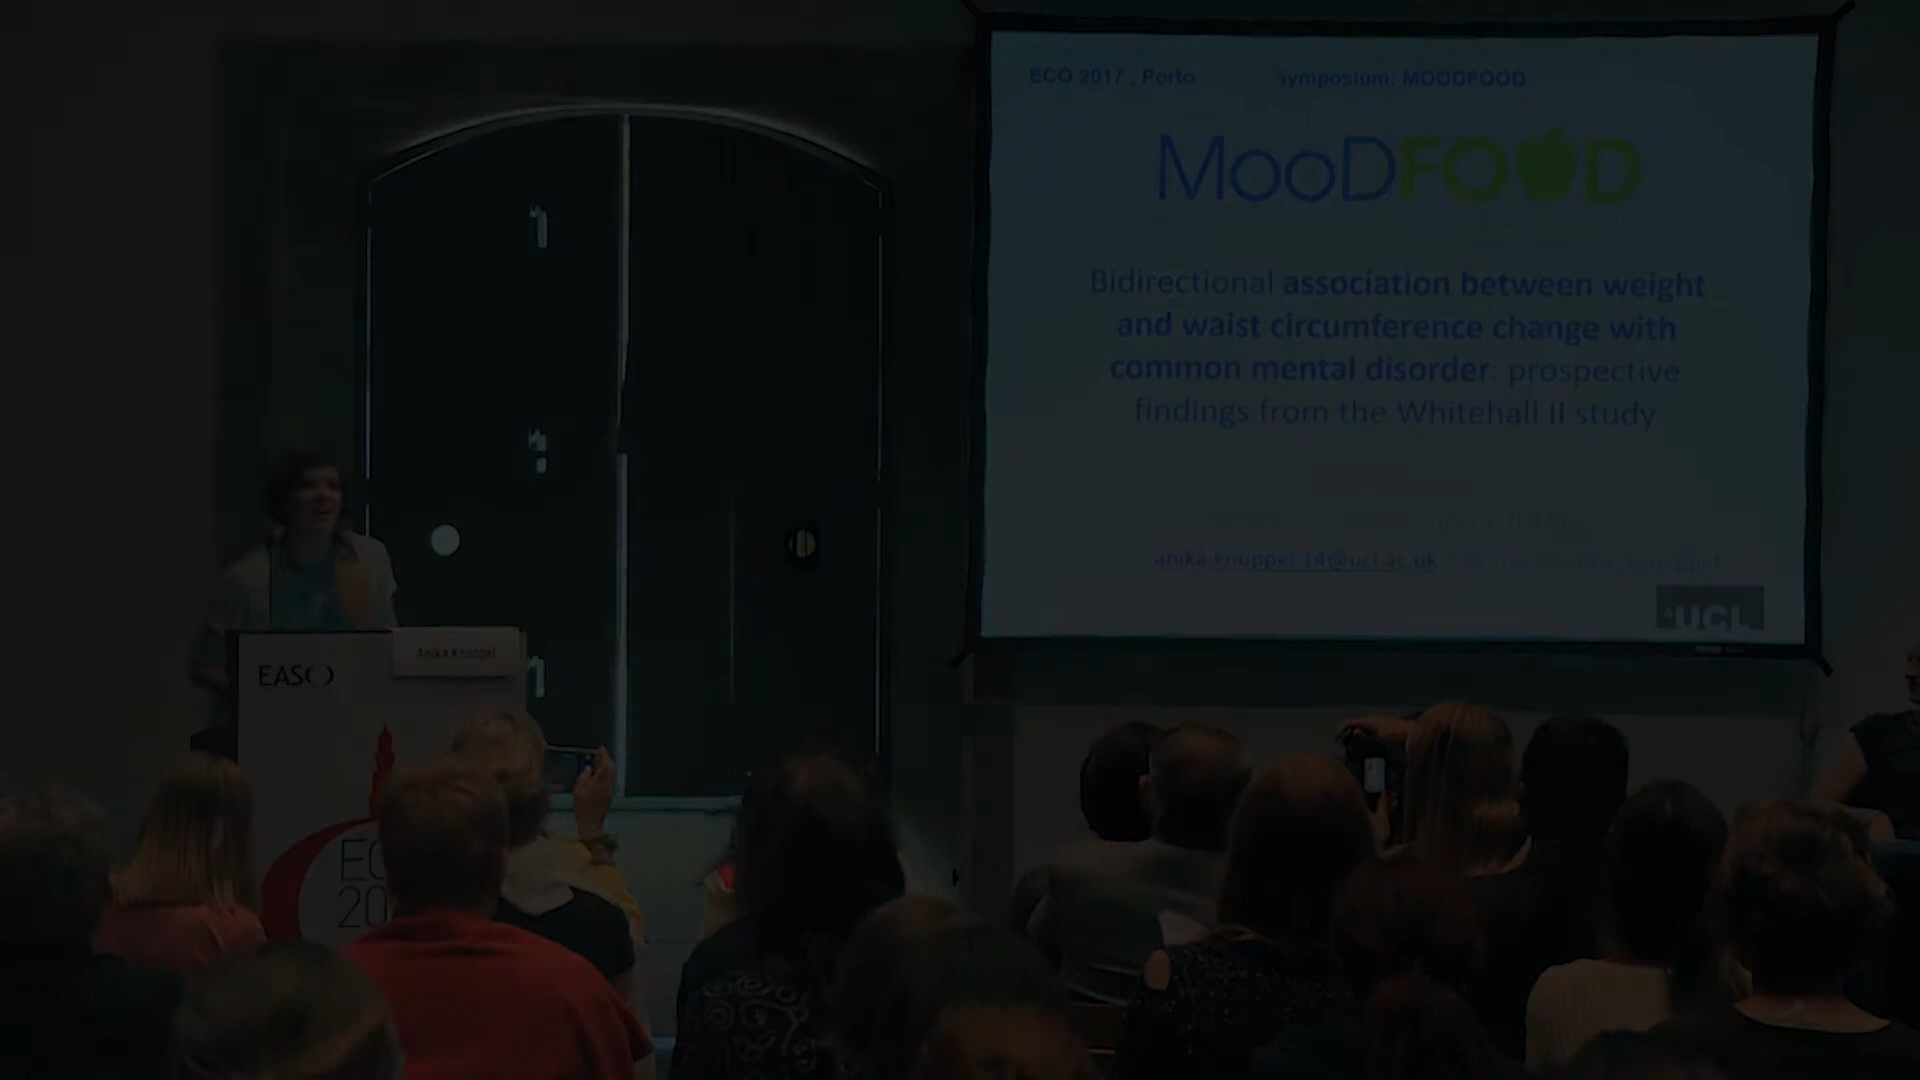 ECO 2017 , Porto
Symposium: MOODFOOD
MooDFOOD
Bidirectional association between weight
and waist circumference change with
common mental disorder: prospective
findings from the Whitehall II study
anika.knuppel.14@ucl.ac.uk
UCL
Anika Knuppel
EASO